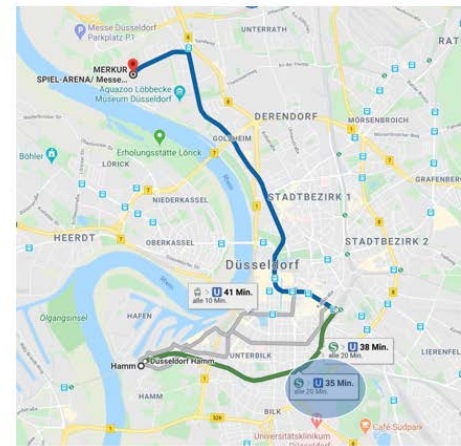 Messe Düsseldorf
Parkplatz P1
UNTERRATH
RAT
MERKUR
SPIEL-ARENA/ Messe...
Aquazoo Löbbecke
Museum Düsseldorf
DERENDORF
MÖRSENBROICH
GOLZHEIM
Erholungsstätte Lörick
Böhler
LÖRICK
Rhein
GRAFENBERG
STADTBEZIRK 1
NIEDERKASSEL
HEERDT
OBERKASSEL
STADTBEZIRK 2
Düsseldorf
U 41 Min.
alle 10 Min.
Ölgangsinsel
HAFEN
S > U 38 Min.
alle 20 Min.
LIERENFEL
UNTERBILK
Hamm
Düsseldorf Hamm
S > U 35 Min.
alle 20 Min.
HAMM
BILK
Café Südpark
Universitätsklinikum
Düsseldorf